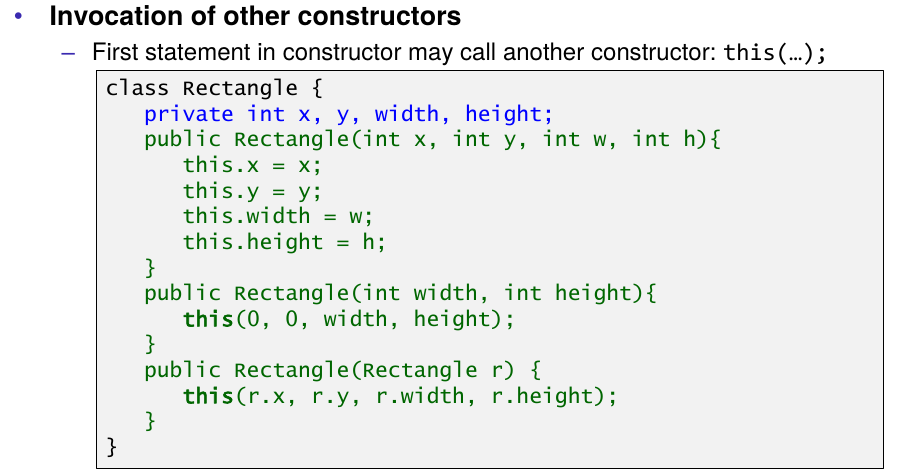 • Invocation of other constructors
– First statement in constructor may call another constructor: this(…);
class Rectangle {
   private int x, y, width, height;
   public Rectangle(int x, int y, int w, int h){
      this.x = x;
      this.y = y;
      this.width = w;
      this.height = h;
   }
   public Rectangle(int width, int height){
      this(0, 0, width, height);
   }
   public Rectangle(Rectangle r) {
      this(r.x, r.y, r.width, r.height);
   }
}